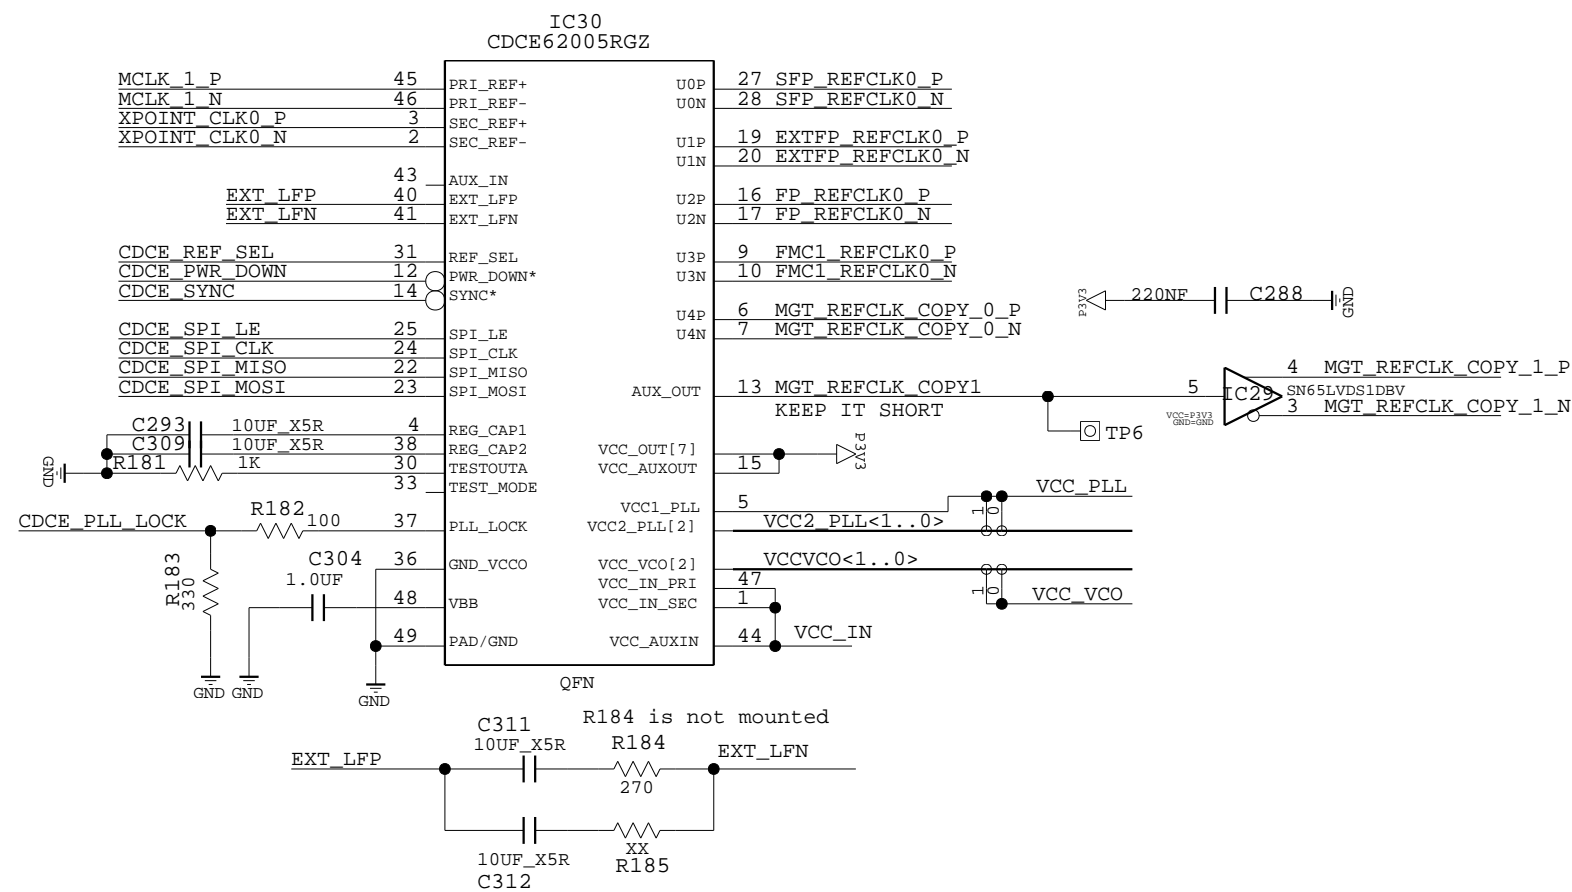 IC30
CDCE62005RGZ
MCLK_1_P 45 PRI_REF+ U0P 27 SFP_REFCLK0_P
MCLK_1_N 46 PRI_REF- U0N 28 SFP_REFCLK0_N
XPOINT_CLK0_P 3 SEC_REF+
XPOINT_CLK0_N 2 SEC_REF- U1P 19 EXTFP_REFCLK0_P
U1N 20 EXTFP_REFCLK0_N
43 AUX_IN
EXT_LFP 40 EXT_LFP U2P 16 FP_REFCLK0_P
EXT_LFN 41 EXT_LFN U2N 17 FP_REFCLK0_N
CDCE_REF_SEL 31 REF_SEL U3P 9 FMC1_REFCLK0_P
CDCE_PWR_DOWN 12 PWR_DOWN* U3N 10 FMC1_REFCLK0_N
CDCE_SYNC 14 SYNC*
P3V3 220NF C288 GND
U4P 6 MGT_REFCLK_COPY_0_P
CDCE_SPI_LE 25 SPI_LE U4N 7 MGT_REFCLK_COPY_0_N
CDCE_SPI_CLK 24 SPI_CLK
CDCE_SPI_MISO 22 SPI_MISO
CDCE_SPI_MOSI 23 SPI_MOSI AUX_OUT 13 MGT_REFCLK_COPY1
KEEP IT SHORT
5 IC29 4 MGT_REFCLK_COPY_1_P
SN65LVDS1DBV
3 MGT_REFCLK_COPY_1_N
VCC=P3V3
GND=GND
TP6
C293 10UF_X5R 4 REG_CAP1
C309 10UF_X5R 38 REG_CAP2 VCC_OUT[7] P3V3
GND R181 1K 30 TESTOUTA VCC_AUXOUT 15
33 TEST_MODE
VCC1_PLL 5 VCC_PLL
1 0
CDCE_PLL_LOCK R182 100 37 PLL_LOCK VCC2_PLL[2] VCC2_PLL<1..0>
R183
330
GND
36 GND_VCCO VCC_VCO[2] VCCVCO<1..0>
VCC_IN_PRI 47
1 0
VCC_VCO
C304
1.0UF
48 VBB VCC_IN_SEC 1
GND
49 PAD/GND VCC_AUXIN 44 VCC_IN
GND
QFN
R184 is not mounted
C311
10UF_X5R R184
EXT_LFP EXT_LFN
270
XX
10UF_X5R R185
C312